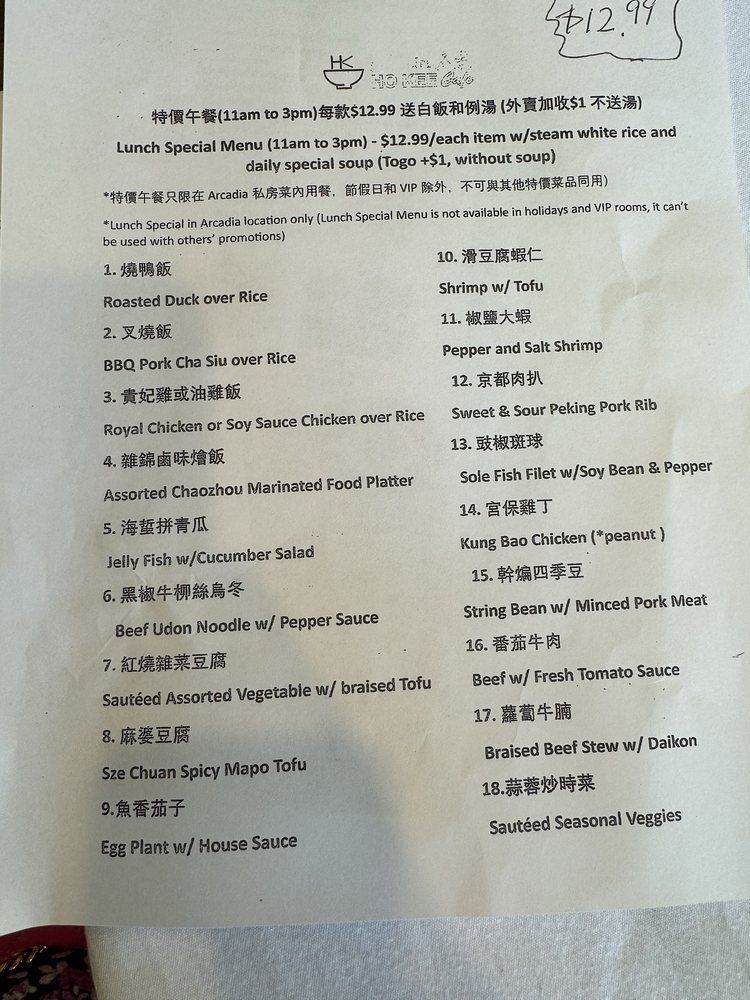 $12.99
HK
HO KEE Cafe
特價午餐(11am to 3pm)每款$12.99 送白飯和例湯 (外賣加收$1 不送湯)
Lunch Special Menu (11am to 3pm) - $12.99/each item w/steam white rice and
daily special soup (Togo +$1, without soup)
*特價午餐只限在 Arcadia 私房菜內用餐，節假日和 VIP 除外，不可與其他特價菜品同用)
*Lunch Special in Arcadia location only (Lunch Special Menu is not available in holidays and VIP rooms, it can't
be used with others' promotions)
1. 燒鴨飯
Roasted Duck over Rice
2. 叉燒飯
BBQ Pork Cha Siu over Rice
3. 貴妃雞或油雞飯
Royal Chicken or Soy Sauce Chicken over Rice
4. 雜錦鹵味燴飯
Assorted Chaozhou Marinated Food Platter
5. 海蜇拼青瓜
Jelly Fish w/Cucumber Salad
6. 黑椒牛柳絲烏冬
Beef Udon Noodle w/ Pepper Sauce
7. 紅燒雜菜豆腐
Sautéed Assorted Vegetable w/ braised Tofu
8. 麻婆豆腐
Sze Chuan Spicy Mapo Tofu
9.魚香茄子
Egg Plant w/ House Sauce
10. 滑豆腐蝦仁
Shrimp w/ Tofu
11. 椒鹽大蝦
Pepper and Salt Shrimp
12. 京都肉扒
Sweet & Sour Peking Pork Rib
13. 豉椒斑球
Sole Fish Filet w/Soy Bean & Pepper
14. 宮保雞丁
Kung Bao Chicken (*peanut )
15. 幹煸四季豆
String Bean w/ Minced Pork Meat
16. 番茄牛肉
Beef w/ Fresh Tomato Sauce
17. 蘿蔔牛腩
Braised Beef Stew w/ Daikon
18.蒜蓉炒時菜
Sautéed Seasonal Veggies